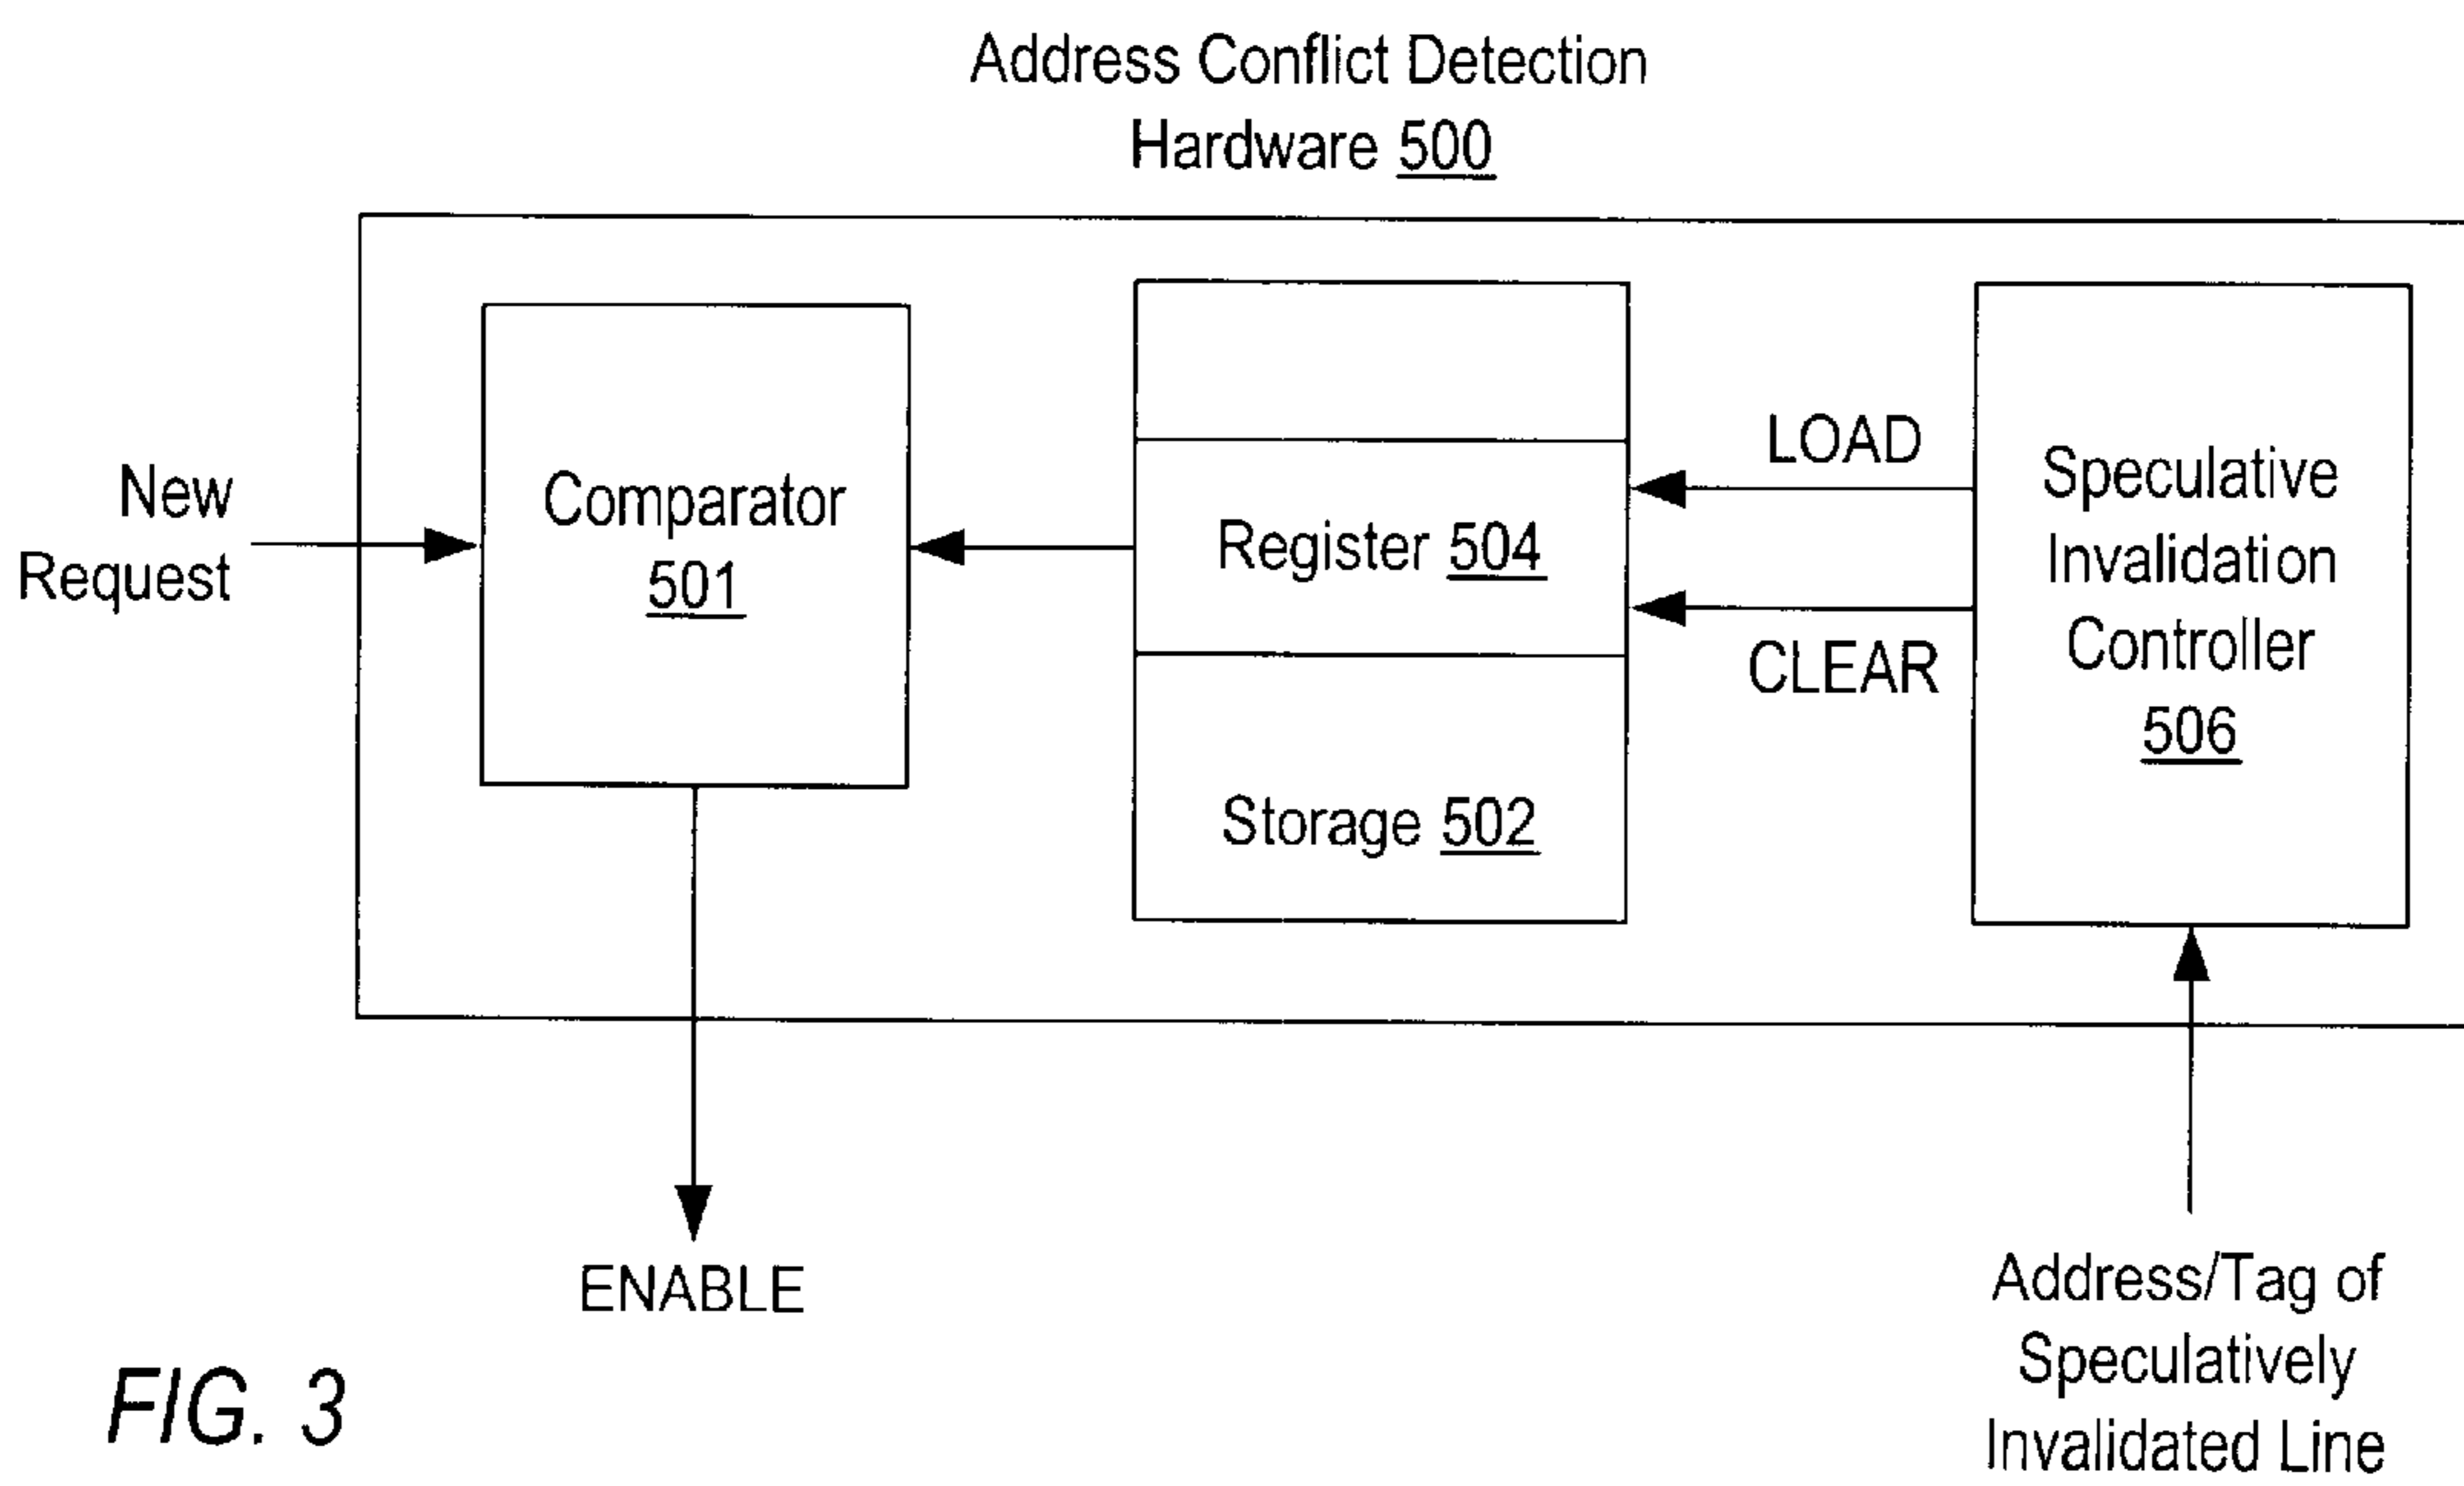 Address Conflict Detection
Hardware 500
New
Request
Comparator
501
Register 504
Storage 502
LOAD
CLEAR
Speculative
Invalidation
Controller
506
ENABLE
Address/Tag of
Speculatively
Invalidated Line
FIG. 3